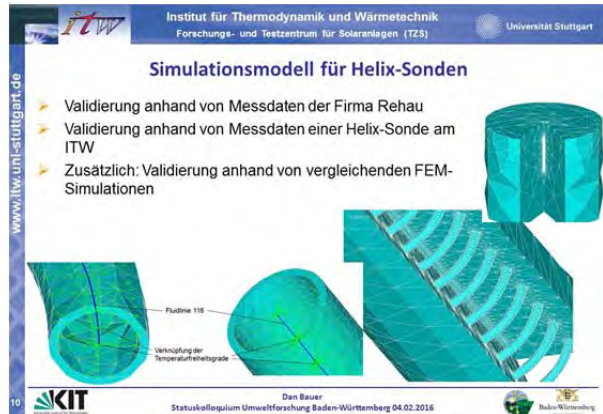 itw
Institut für Thermodynamik und Wärmetechnik
Forschungs- und Testzentrum für Solaranlagen (TZS)
Universität Stuttgart
www.itw.uni-stuttgart.de
Simulationsmodell für Helix-Sonden
Validierung anhand von Messdaten der Firma Rehau
Validierung anhand von Messdaten einer Helix-Sonde am
ITW
Zusätzlich: Validierung anhand von vergleichenden FEM-
Simulationen
Fluidlinie 116
Verknüpfung der
Temperaturfreiheitsgrade
10
KIT
Dan Bauer
Statuskolloquium Umweltforschung Baden-Württemberg 04.02.2016
Baden-Württemberg